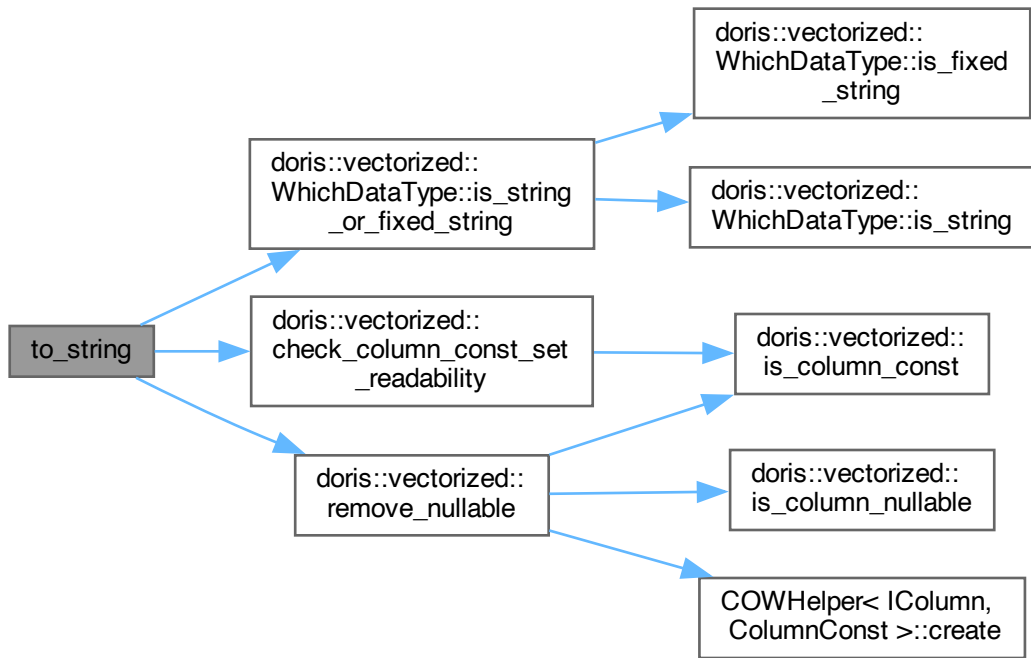 doris::vectorized::
WhichDataType::is_fixed
_string
doris::vectorized::
WhichDataType::is_string
_or_fixed_string
doris::vectorized::
WhichDataType::is_string
to_string
doris::vectorized::
check_column_const_set
_readability
doris::vectorized::
is_column_const
doris::vectorized::
remove_nullable
doris::vectorized::
is_column_nullable
COWHelper< IColumn,
ColumnConst >::create